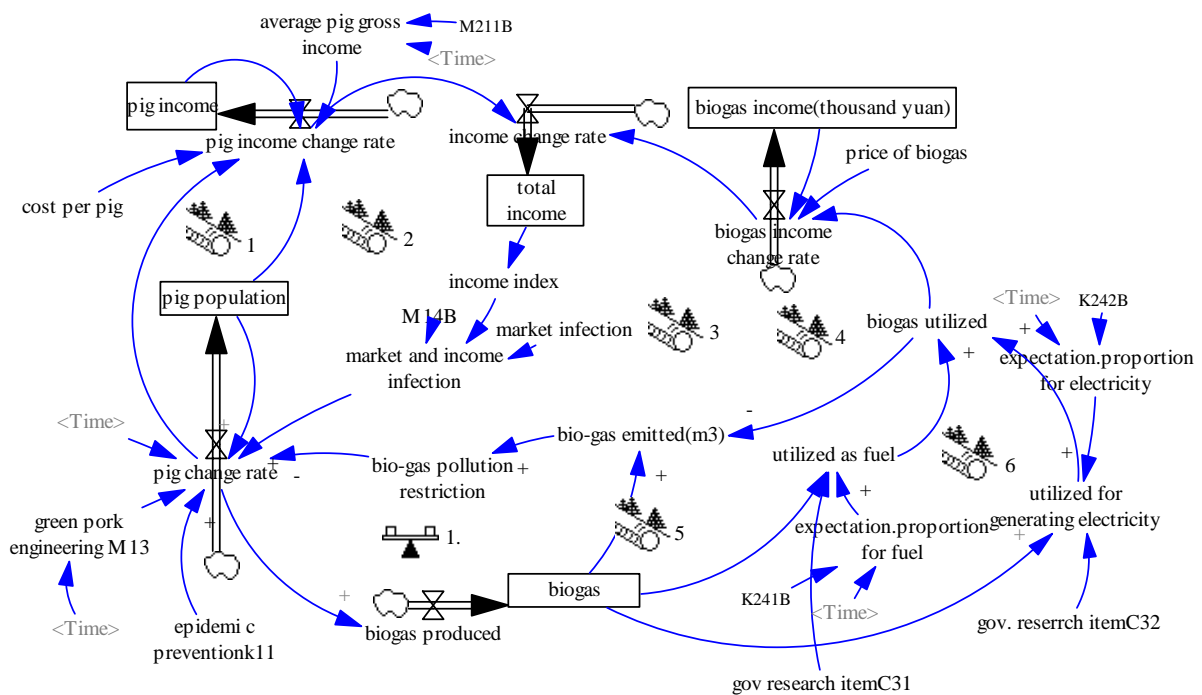 average pig gross
income
M211B
<Time>
pig income
pig income change rate
income change rate
biogas income(thousand yuan)
price of biogas
cost per pig
total
income
biogas income
change rate
1
2
income index
pig population
M14B
market infection
market and income
infection
3
4
biogas utilized
<Time>
K242B
+
+
expectation.proportion
for electricity
<Time>
+
-
bio-gas emitted(m3)
utilized as fuel
6
+
pig change rate
+
-
bio-gas pollution
restriction
+
+
+
utilized for
generating electricity
green pork
engineering M13
+
1.
5
expectation.proportion
for fuel
+
biogas
K241B
<Time>
+
biogas produced
<Time>
epidemi c
preventionk11
gov. reserrch itemC32
gov research itemC31